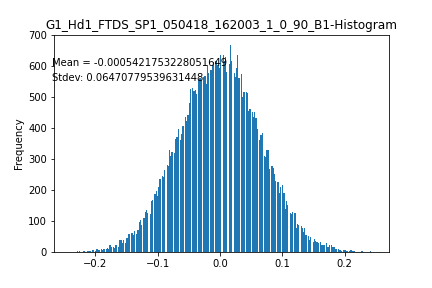 G1_Hd1_FTDS_SP1_050418_162003_1_0_90_B1-Histogram
700
Mean = -0.0005421753228051649
600
Stdev: 0.06470779539631448
500
400
Frequency
300
200
100
0
−0.2 −0.1 0.0 0.1 0.2